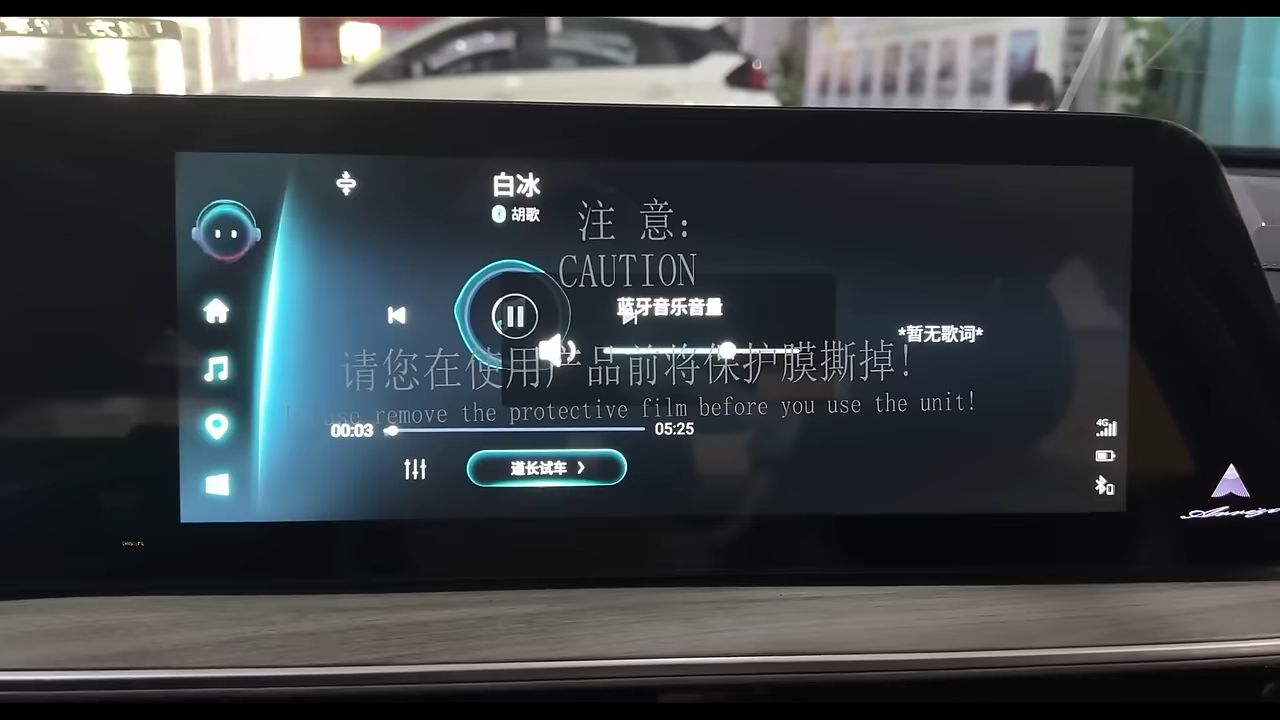 白冰
胡歌
注 意:
CAUTION
蓝牙音乐音量
*暂无歌词*
请您在使用产品前将保护膜撕掉!
remove the protective film before you use the unit!
00:03
05:25
道长试车 >
4G